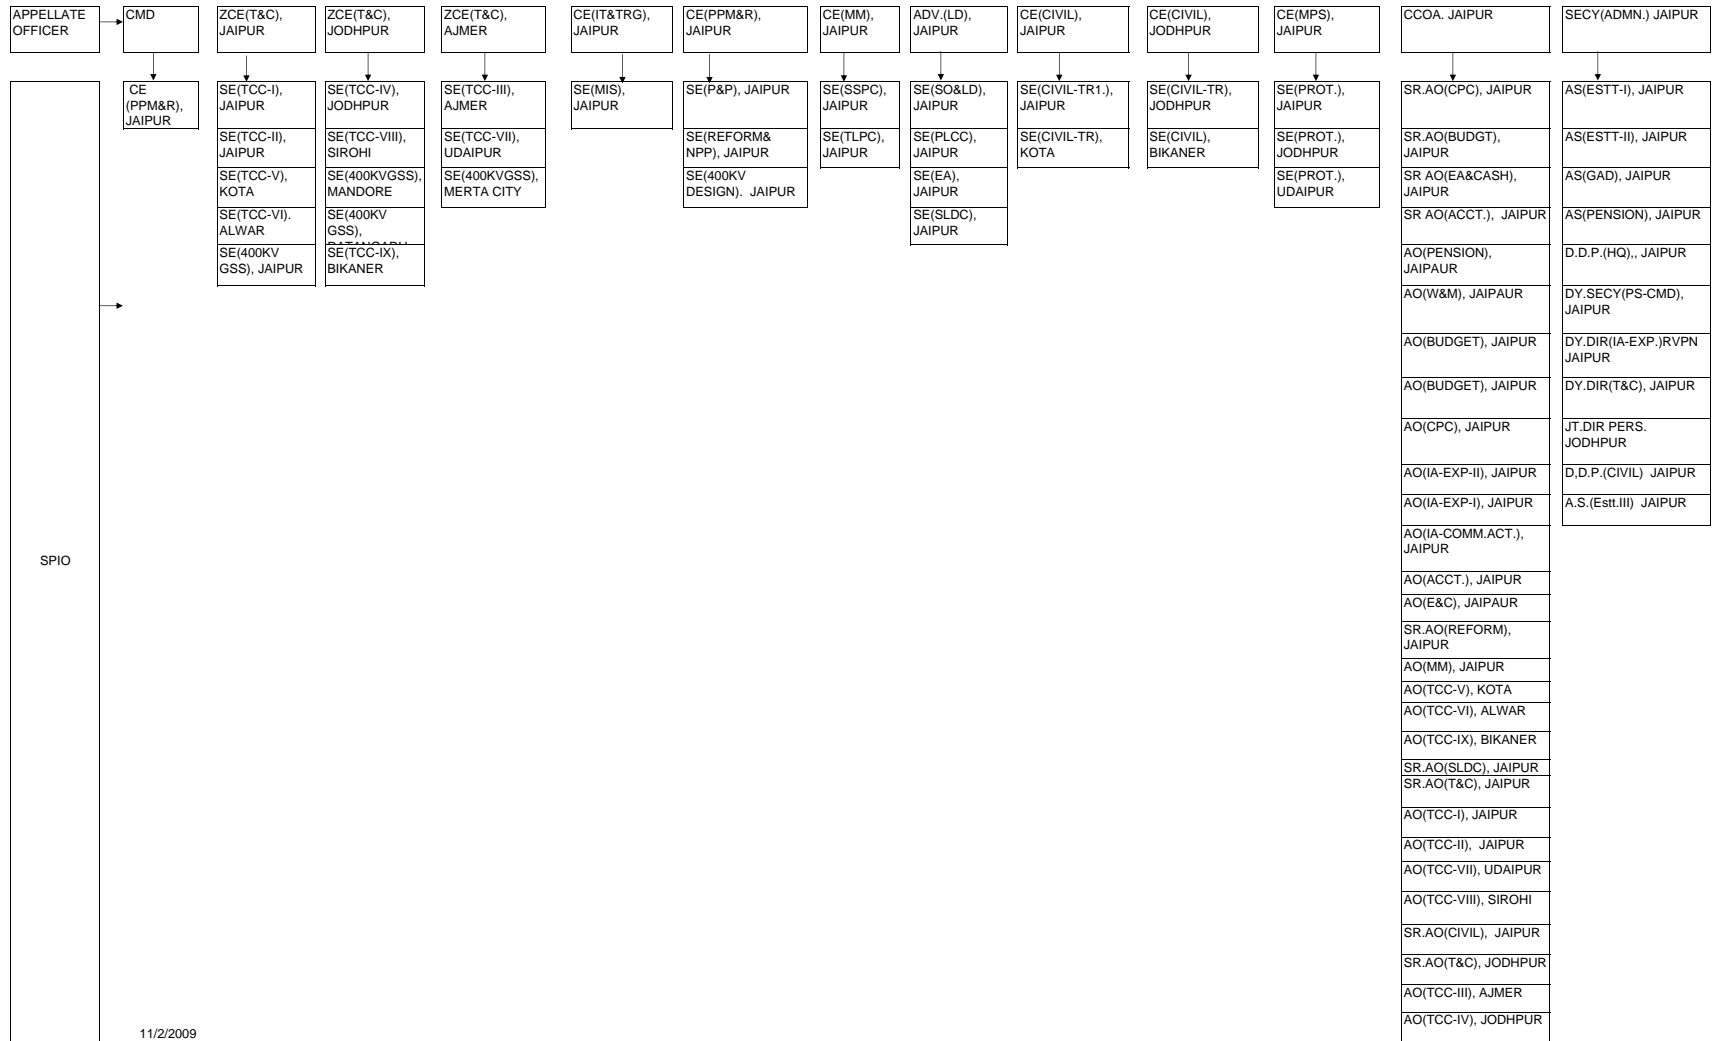 APPELLATE
OFFICER
CMD
ZCE(T&C),
JAIPUR
ZCE(T&C),
JODHPUR
ZCE(T&C),
AJMER
CE(IT&TRG),
JAIPUR
CE(PPM&R),
JAIPUR
CE(MM),
JAIPUR
ADV.(LD),
JAIPUR
CE(CIVIL),
JAIPUR
CE(CIVIL),
JODHPUR
CE(MPS),
JAIPUR
CCOA. JAIPUR
SECY(ADMN.) JAIPUR
SPIO
CE
(PPM&R),
JAIPUR
SE(TCC-I),
JAIPUR
SE(TCC-II),
JAIPUR
SE(TCC-V),
KOTA
SE(TCC-VI).
ALWAR
SE(400KV
GSS), JAIPUR
SE(TCC-IV),
JODHPUR
SE(TCC-VIII),
SIROHI
SE(400KVGSS),
MANDORE
SE(400KV
GSS),
SE(TCC-IX),
BIKANER
SE(TCC-III),
AJMER
SE(TCC-VII),
UDAIPUR
SE(400KVGSS),
MERTA CITY
SE(MIS),
JAIPUR
SE(P&P), JAIPUR
SE(REFORM&
NPP), JAIPUR
SE(400KV
DESIGN).  JAIPUR
SE(SSPC),
JAIPUR
SE(TLPC),
JAIPUR
SE(SO&LD),
JAIPUR
SE(PLCC),
JAIPUR
SE(EA),
JAIPUR
SE(SLDC),
JAIPUR
SE(CIVIL-TR1.),
JAIPUR
SE(CIVIL-TR),
KOTA
SE(CIVIL-TR),
JODHPUR
SE(CIVIL),
BIKANER
SE(PROT.),
JAIPUR
SE(PROT.),
JODHPUR
SE(PROT.),
UDAIPUR
SR.AO(CPC), JAIPUR
SR.AO(BUDGT),
JAIPUR
SR AO(EA&CASH),
JAIPUR
SR AO(ACCT.),  JAIPUR
AO(PENSION),
JAIPAUR
AO(W&M), JAIPAUR
AO(BUDGET), JAIPUR
AO(BUDGET), JAIPUR
AO(CPC), JAIPUR
AO(IA-EXP-II), JAIPUR
AO(IA-EXP-I), JAIPUR
AO(IA-COMM.ACT.),
JAIPUR
AO(ACCT.), JAIPUR
AO(E&C), JAIPAUR
SR.AO(REFORM),
JAIPUR
AO(MM), JAIPUR
AO(TCC-V), KOTA
AO(TCC-VI), ALWAR
AO(TCC-IX), BIKANER
SR.AO(SLDC), JAIPUR
SR.AO(T&C), JAIPUR
AO(TCC-I), JAIPUR
AO(TCC-II),  JAIPUR
AO(TCC-VII), UDAIPUR
AO(TCC-VIII), SIROHI
SR.AO(CIVIL),  JAIPUR
SR.AO(T&C), JODHPUR
AO(TCC-III), AJMER
AO(TCC-IV), JODHPUR
AS(ESTT-I), JAIPUR
AS(ESTT-II), JAIPUR
AS(GAD), JAIPUR
AS(PENSION), JAIPUR
D.D.P.(HQ),, JAIPUR
DY.SECY(PS-CMD),
JAIPUR
DY.DIR(IA-EXP.)RVPN
JAIPUR
DY.DIR(T&C), JAIPUR
JT.DIR PERS.
JODHPUR
D,D.P.(CIVIL)  JAIPUR
A.S.(Estt.III)  JAIPUR
11/2/2009